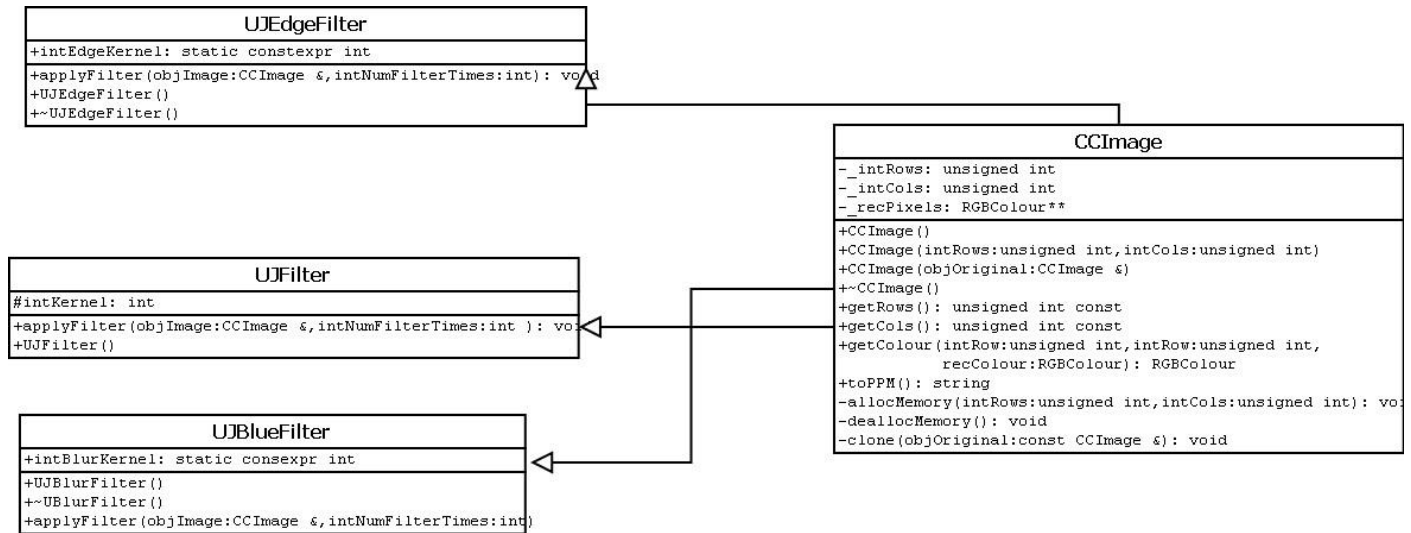 UJEdgeFilter
+intEdgeKernel: static constexpr int
+applyFilter(objImage:CCImage &,intNumFilterTimes:int): void
+UJEdgeFilter()
+~UJEdgeFilter()
CCImage
-_intRows: unsigned int
-_intCols: unsigned int
-_recPixels: RGBColour**
+CCImage()
+CCImage(intRows:unsigned int,intCols:unsigned int)
+CCImage(objOriginal:CCImage &)
+~CCImage()
+getRows(): unsigned int const
+getCols(): unsigned int const
+getColour(intRow:unsigned int,intRow:unsigned int,
recColour:RGBColour): RGBColour
+toPPM(): string
-allocMemory(intRows:unsigned int,intCols:unsigned int): voi
-deallocMemory(): void
-clone(objOriginal:const CCImage &): void
UJFilter
#intKernel: int
+applyFilter(objImage:CCImage &,intNumFilterTimes:int ): voi
+UJFilter()
UJBlueFilter
+intBlurKernel: static consexpr int
+UJBlurFilter()
+~UBlurFilter()
+applyFilter(objImage:CCImage &,intNumFilterTimes:int)